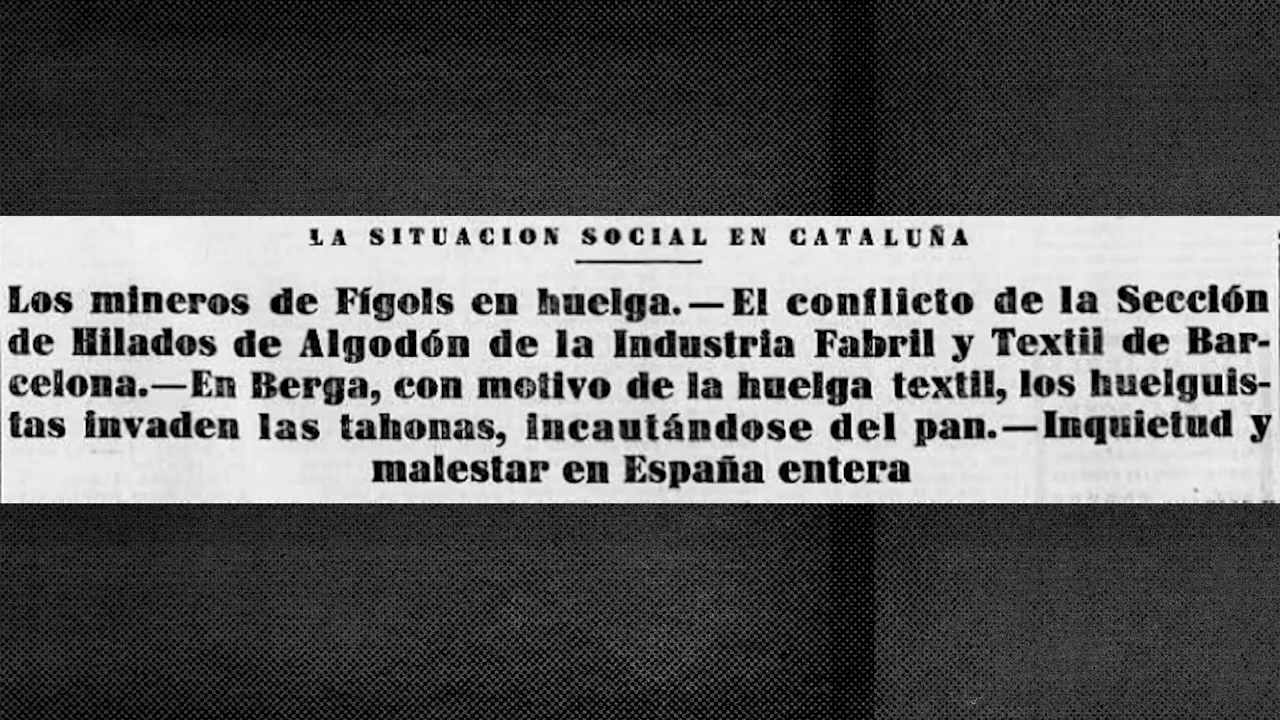 LA SITUACION SOCIAL EN CATALUÑA
Los mineros de Fígols en huelga.—El conflicto de la Sección
de Hilados de Algodón de la Industria Fabril y Textil de Bar-
celona.—En Berga, con motivo de la huelga textil, los huelguis-
tas invaden las tahonas, incautándose del pan.—Inquietud y
malestar en España entera